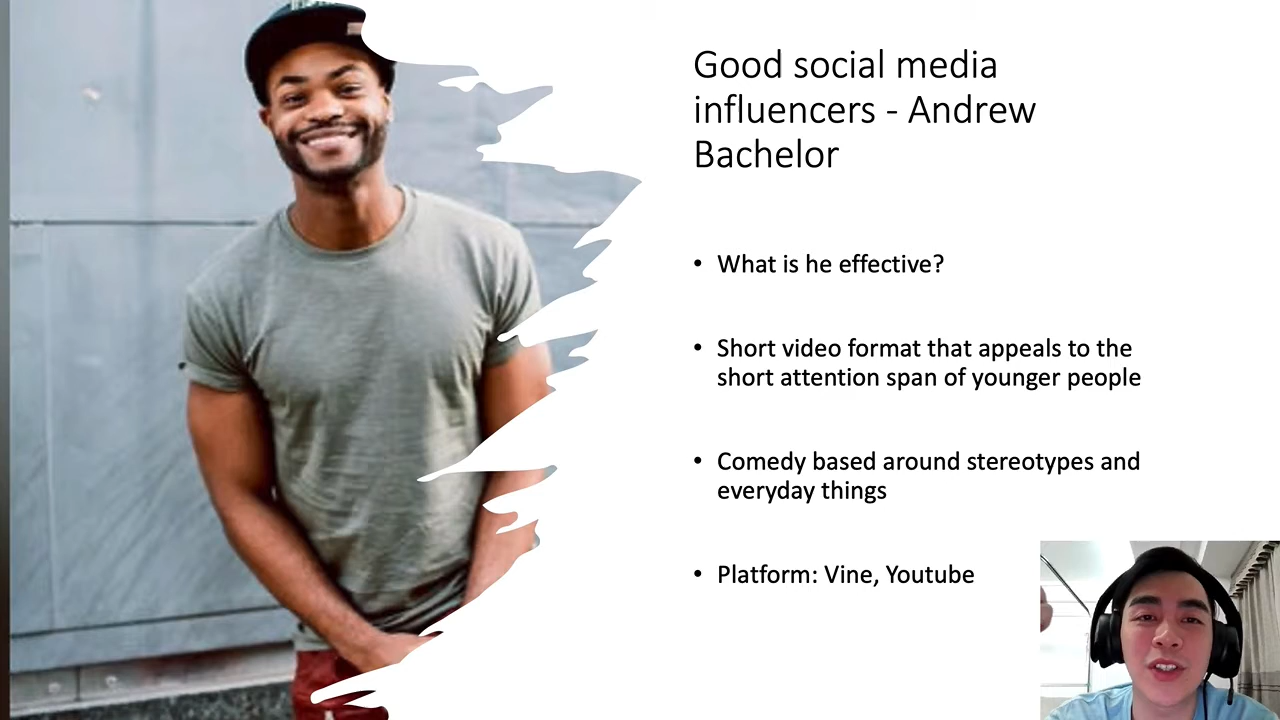 Good social media
influencers - Andrew
Bachelor
• What is he effective?
• Short video format that appeals to the
short attention span of younger people
• Comedy based around stereotypes and
everyday things
• Platform: Vine, Youtube